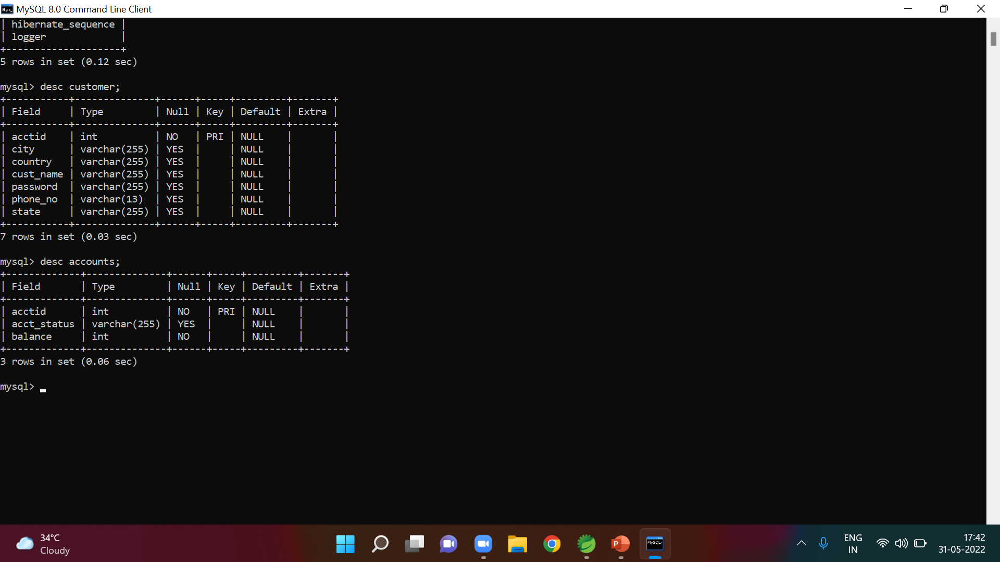 MySQL 8.0 Command Line Client
| hibernate_sequence |
| logger             |
+--------------------+
5 rows in set (0.12 sec)
mysql> desc customer;
+-----------+--------------+------+-----+---------+-------+
| Field     | Type         | Null | Key | Default | Extra |
+-----------+--------------+------+-----+---------+-------+
| acctid    | int          | NO   | PRI | NULL    |       |
| city      | varchar(255) | YES  |     | NULL    |       |
| country   | varchar(255) | YES  |     | NULL    |       |
| cust_name | varchar(255) | YES  |     | NULL    |       |
| password  | varchar(255) | YES  |     | NULL    |       |
| phone_no  | varchar(13)  | YES  |     | NULL    |       |
| state     | varchar(255) | YES  |     | NULL    |       |
+-----------+--------------+------+-----+---------+-------+
7 rows in set (0.03 sec)
mysql> desc accounts;
+-------------+--------------+------+-----+---------+-------+
| Field       | Type         | Null | Key | Default | Extra |
+-------------+--------------+------+-----+---------+-------+
| acctid      | int          | NO   | PRI | NULL    |       |
| acct_status | varchar(255) | YES  |     | NULL    |       |
| balance     | int          | NO   |     | NULL    |       |
+-------------+--------------+------+-----+---------+-------+
3 rows in set (0.06 sec)
mysql> _
34°C
Cloudy
P
MySQL>
ENG
IN
17:42
31-05-2022